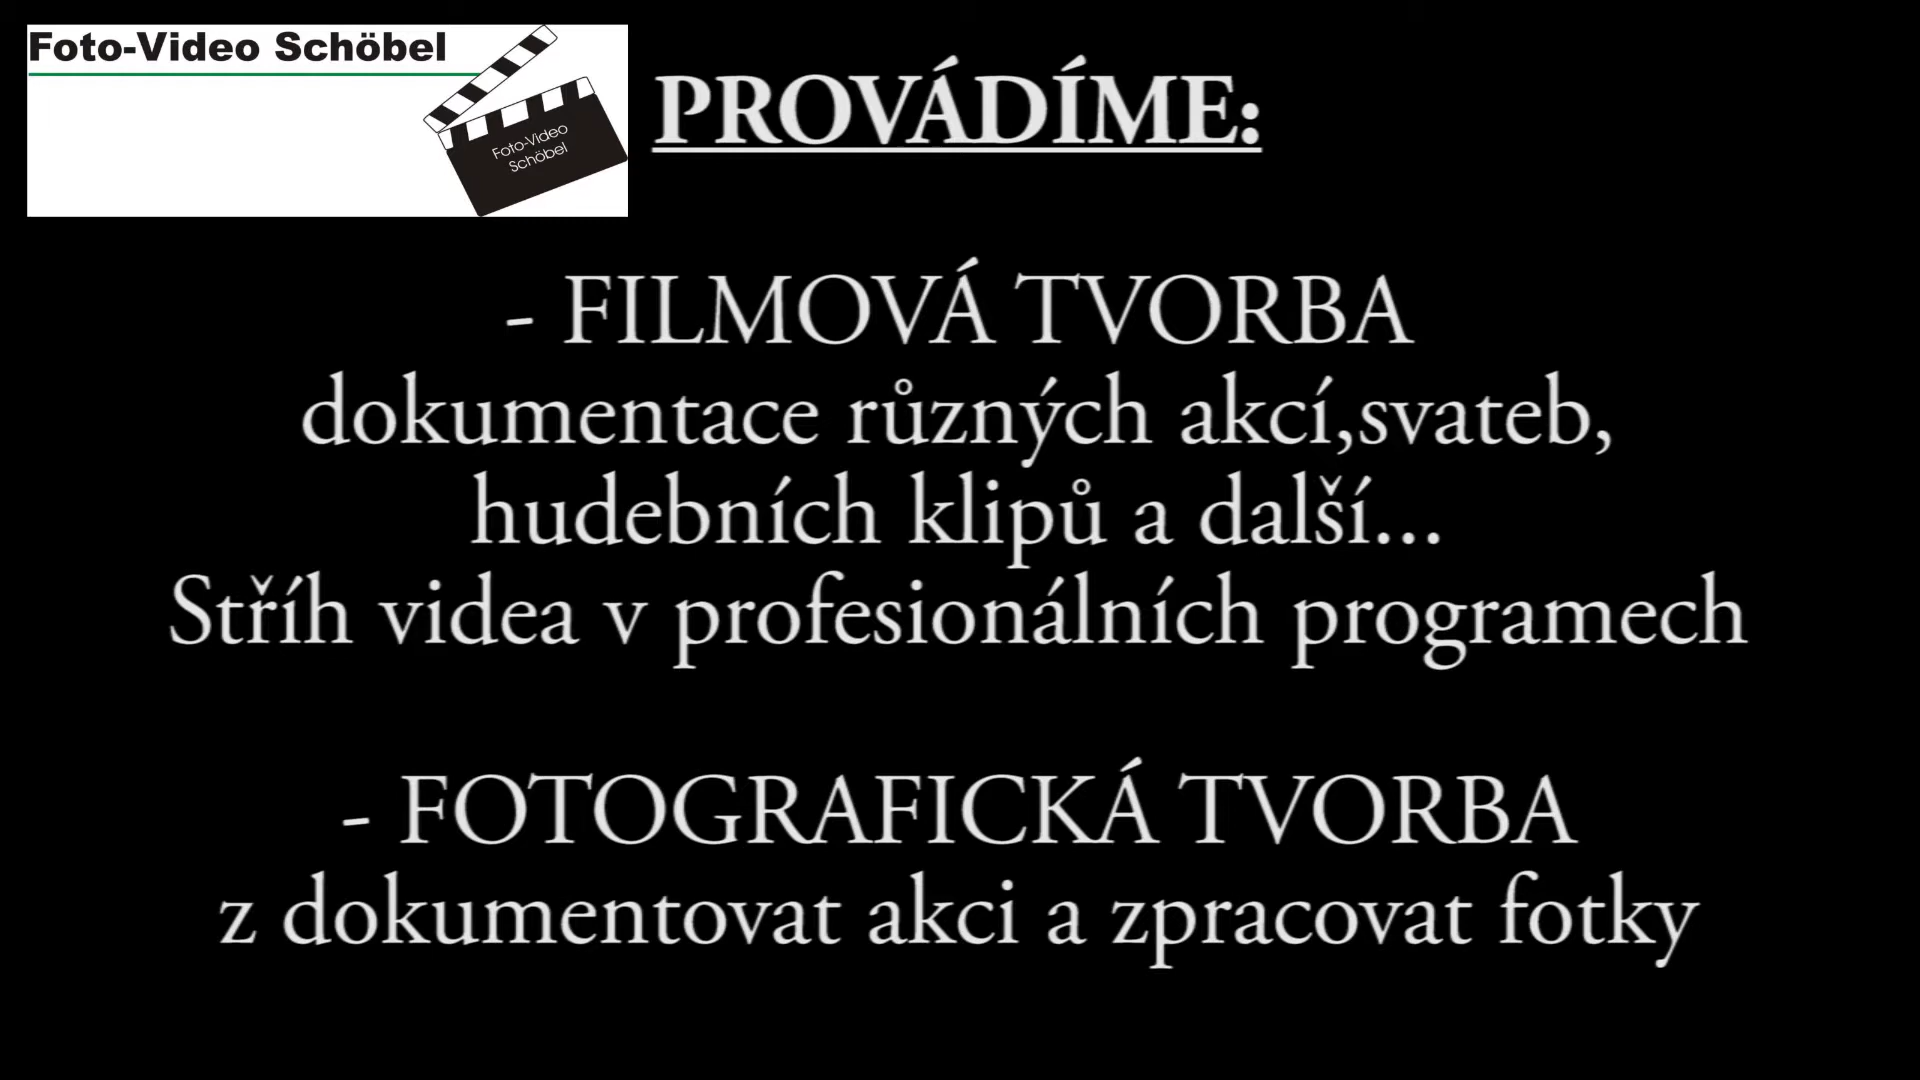 Foto-Video Schöbel
Foto-Video
Schöbel
PROVÁDÍME:
- FILMOVÁ TVORBA
dokumentace různých akcí,svateb,
hudebních klipů a další...
Stříh videa v profesionálních programech
- FOTOGRAFICKÁ TVORBA
z dokumentovat akci a zpracovat fotky